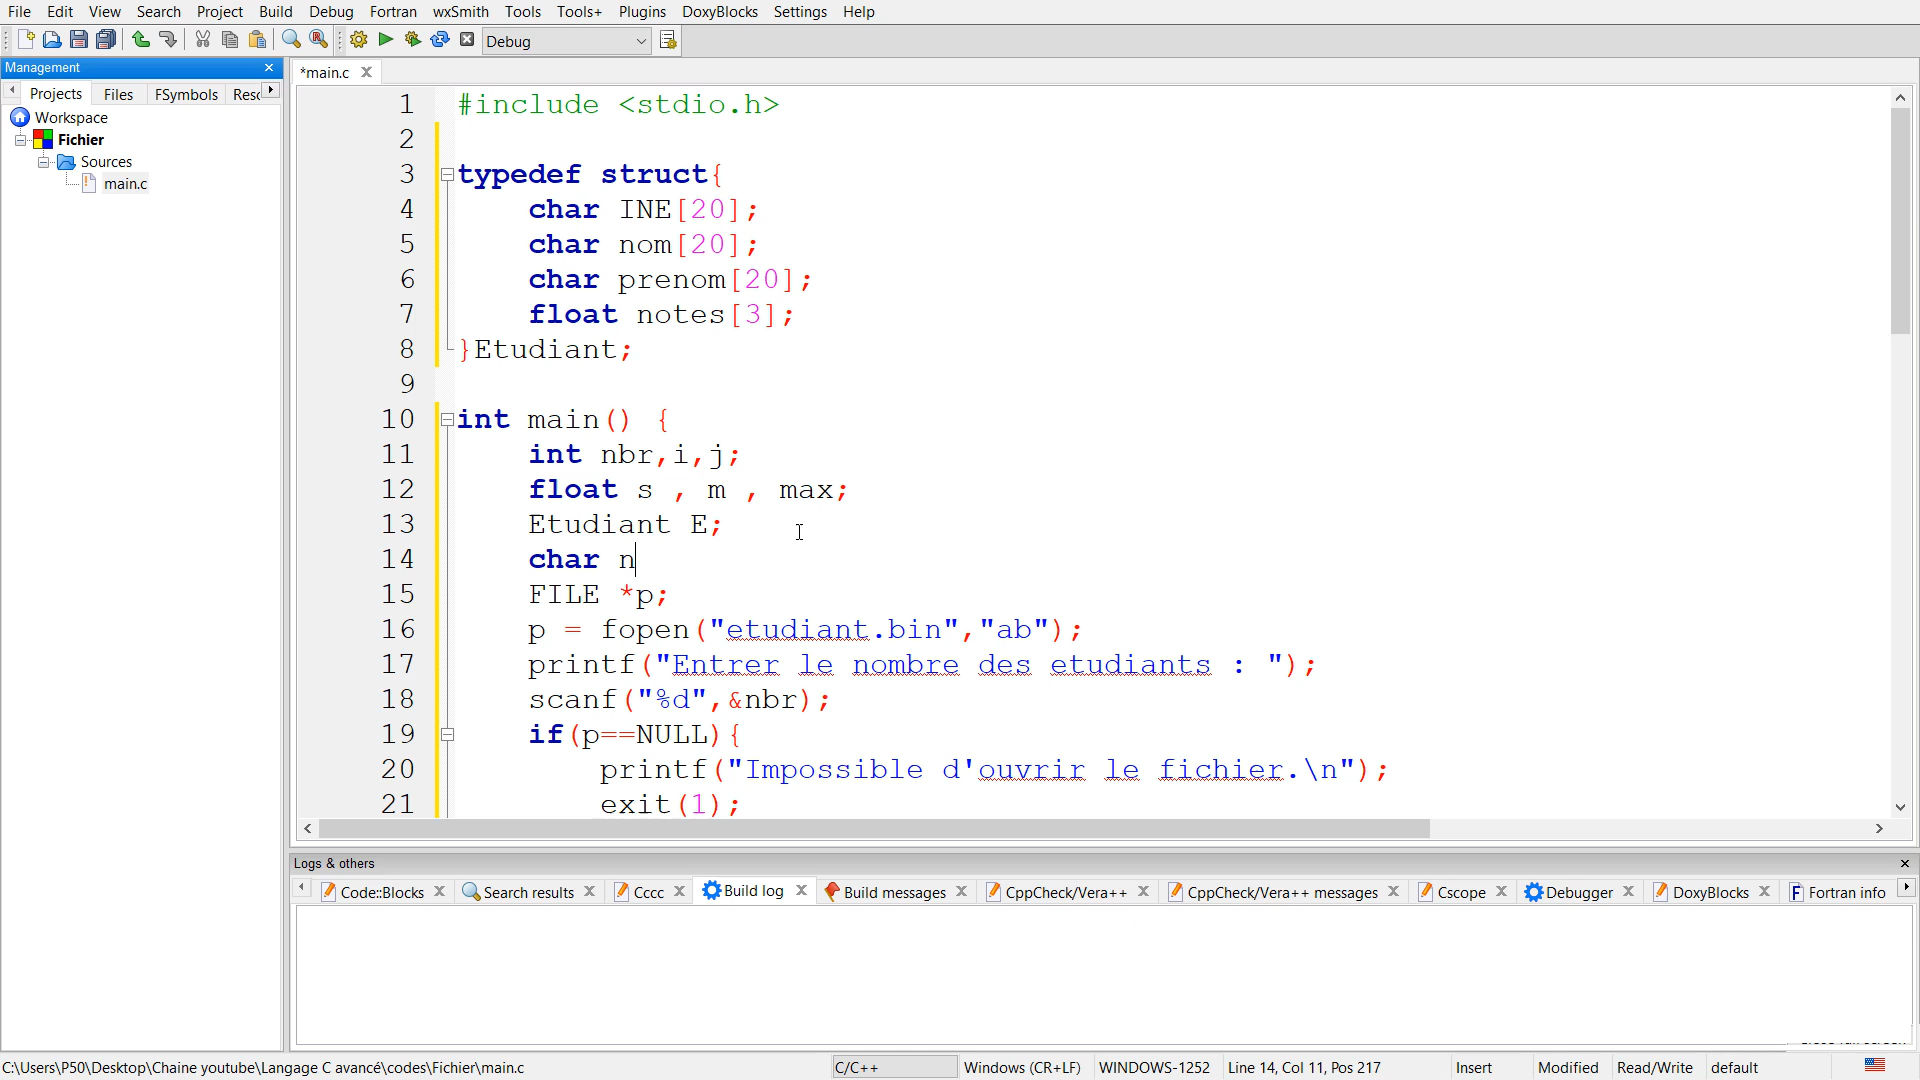 File Edit View Search Project Build Debug Fortran wxSmith Tools Tools+ Plugins DoxyBlocks Settings Help
Debug
Management
*main.c
Projects Files FSymbols Resc
Workspace
Fichier
Sources
main.c
1 #include <stdio.h>
2
3 typedef struct{
4 char INE[20];
5 char nom[20];
6 char prenom[20];
7 float notes[3];
8 }Etudiant;
9
10 int main() {
11 int nbr,i,j;
12 float s , m , max;
13 Etudiant E;
14 char n
15 FILE *p;
16 p = fopen("etudiant.bin","ab");
17 printf("Entrer le nombre des etudiants : ");
18 scanf("%d",&nbr);
19 if(p==NULL){
20 printf("Impossible d'ouvrir le fichier.\n");
21 exit(1);
Logs & others
Code::Blocks Search results Cccc Build log Build messages CppCheck/Vera++ CppCheck/Vera++ messages Cscope Debugger DoxyBlocks Fortran info
C:\Users\P50\Desktop\Chaine youtube\Langage C avancé\codes\Fichier\main.c C/C++ Windows (CR+LF) WINDOWS-1252 Line 14, Col 11, Pos 217 Insert Modified Read/Write default